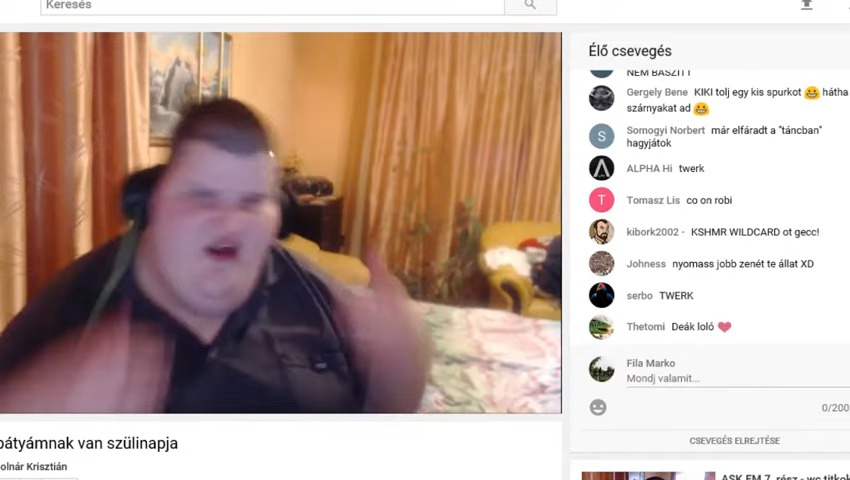 Keresés
Élő csevegés
NEM BASZITT
Gergely Bene KIKI tolj egy kis spurkot 😀 hátha
szárnyakat ad 😀
Somogyi Norbert már elfáradt a "táncban"
hagyjátok
ALPHA Hi twerk
Tomasz Lis co on robi
kibork2002 - KSHMR WILDCARD ot gecc!
Johness nyomass jobb zenét te állat XD
serbo TWERK
Thetomi Deák loló ❤
Fila Marko
Mondj valamit...
0/200
CSEVEGÉS ELREJTÉSE
bátyámnak van szülinapja
olnár Krisztián
ASK FM 7. rész - wc titkok